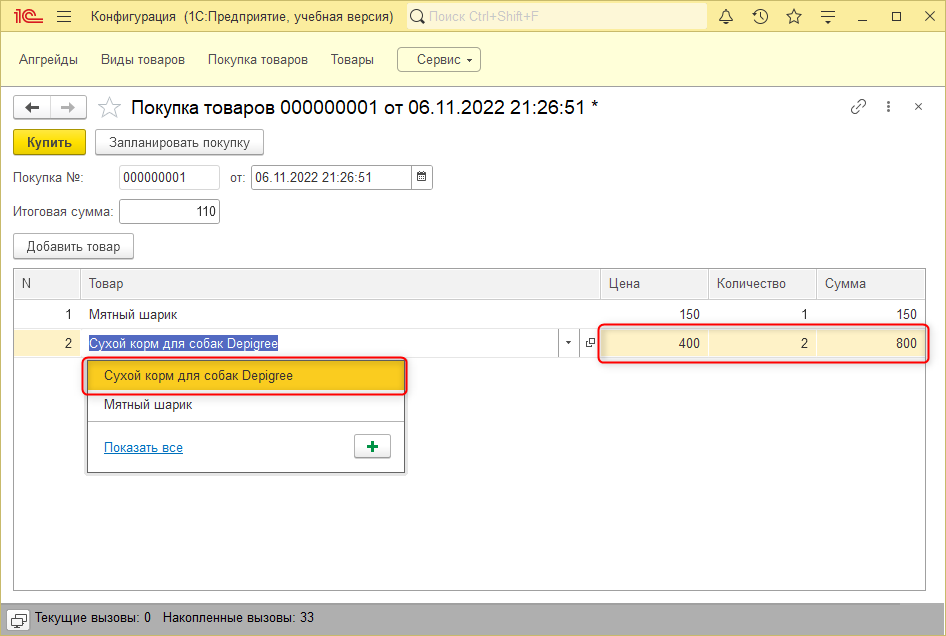 1С Конфигурация (1С:Предприятие, учебная версия) Поиск Ctrl+Shift+F
Апгрейды Виды товаров Покупка товаров Товары Сервис
Покупка товаров 000000001 от 06.11.2022 21:26:51 *
Купить Запланировать покупку
Покупка №: 000000001 от: 06.11.2022 21:26:51
Итоговая сумма: 110
Добавить товар
N Товар Цена Количество Сумма
1 Мятный шарик 150 1 150
2 Сухой корм для собак Depigree 400 2 800
Сухой корм для собак Depigree
Мятный шарик
Показать все
Текущие вызовы: 0 Накопленные вызовы: 33